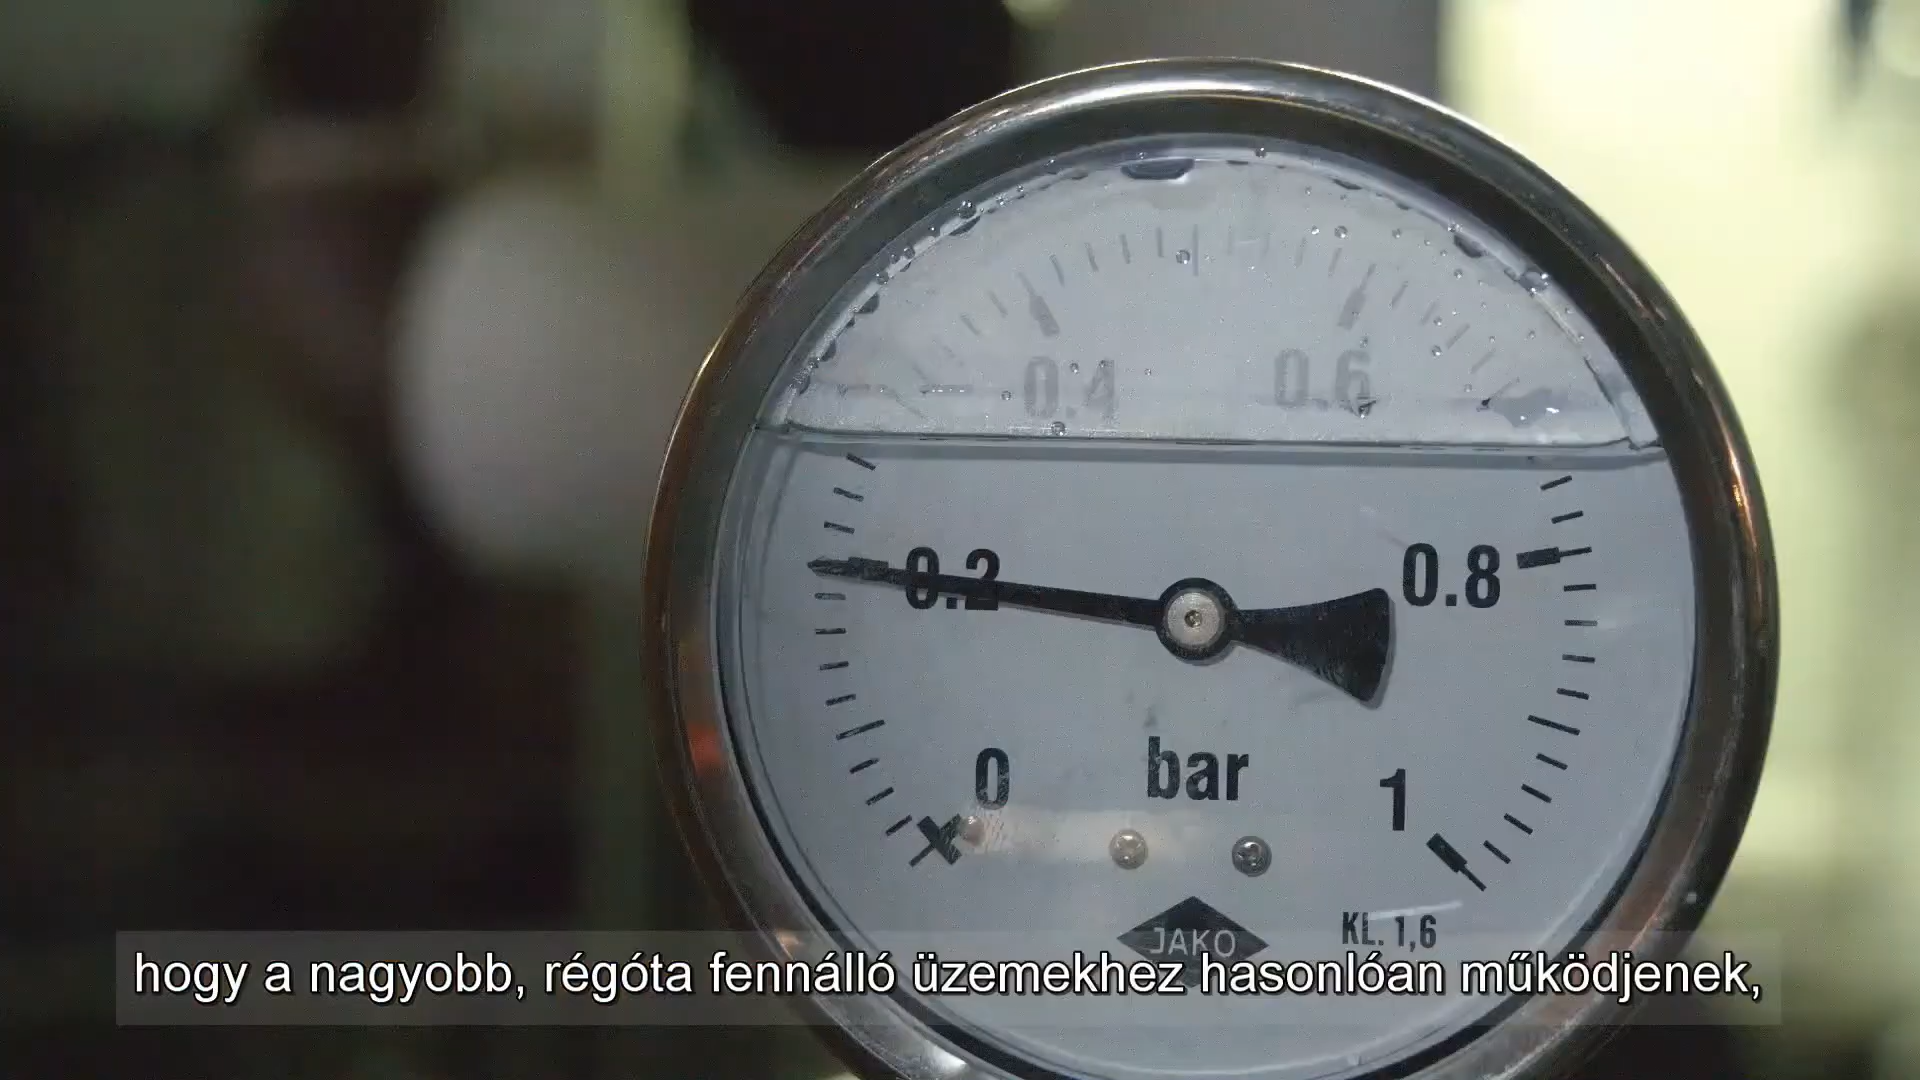 0.4 0.6
0.2 0.8
0 bar 1
JAKO KL. 1,6
hogy a nagyobb, régóta fennálló üzemekhez hasonlóan működjenek,